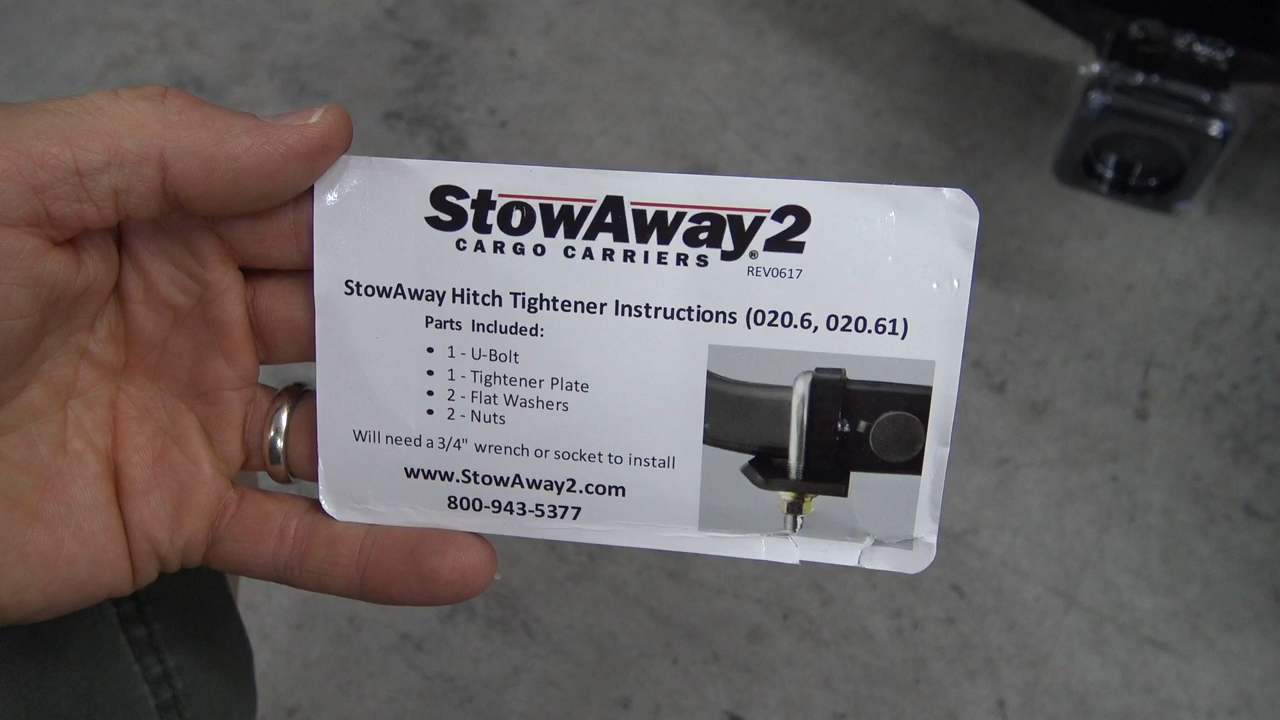 StowAway2®
CARGO CARRIERS
REV0617
StowAway Hitch Tightener Instructions (020.6, 020.61)
Parts Included:
• 1 - U-Bolt
• 1 - Tightener Plate
• 2 - Flat Washers
• 2 - Nuts
Will need a 3/4" wrench or socket to install
www.StowAway2.com
800-943-5377